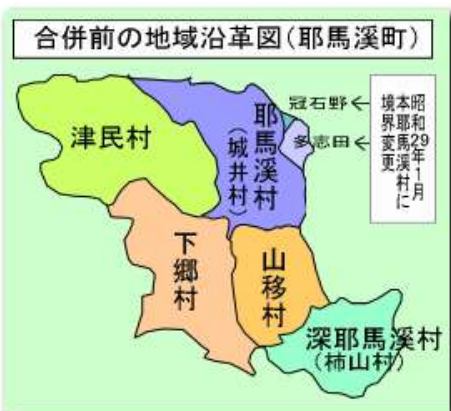 合併前の地域沿革図(耶馬溪町)
津民村
耶馬溪村
(城井村)
冠石野←
多志田←
昭和29年1月
本耶馬溪村に
境界変更
下郷村
山移村
深耶馬溪村
(柿山村)